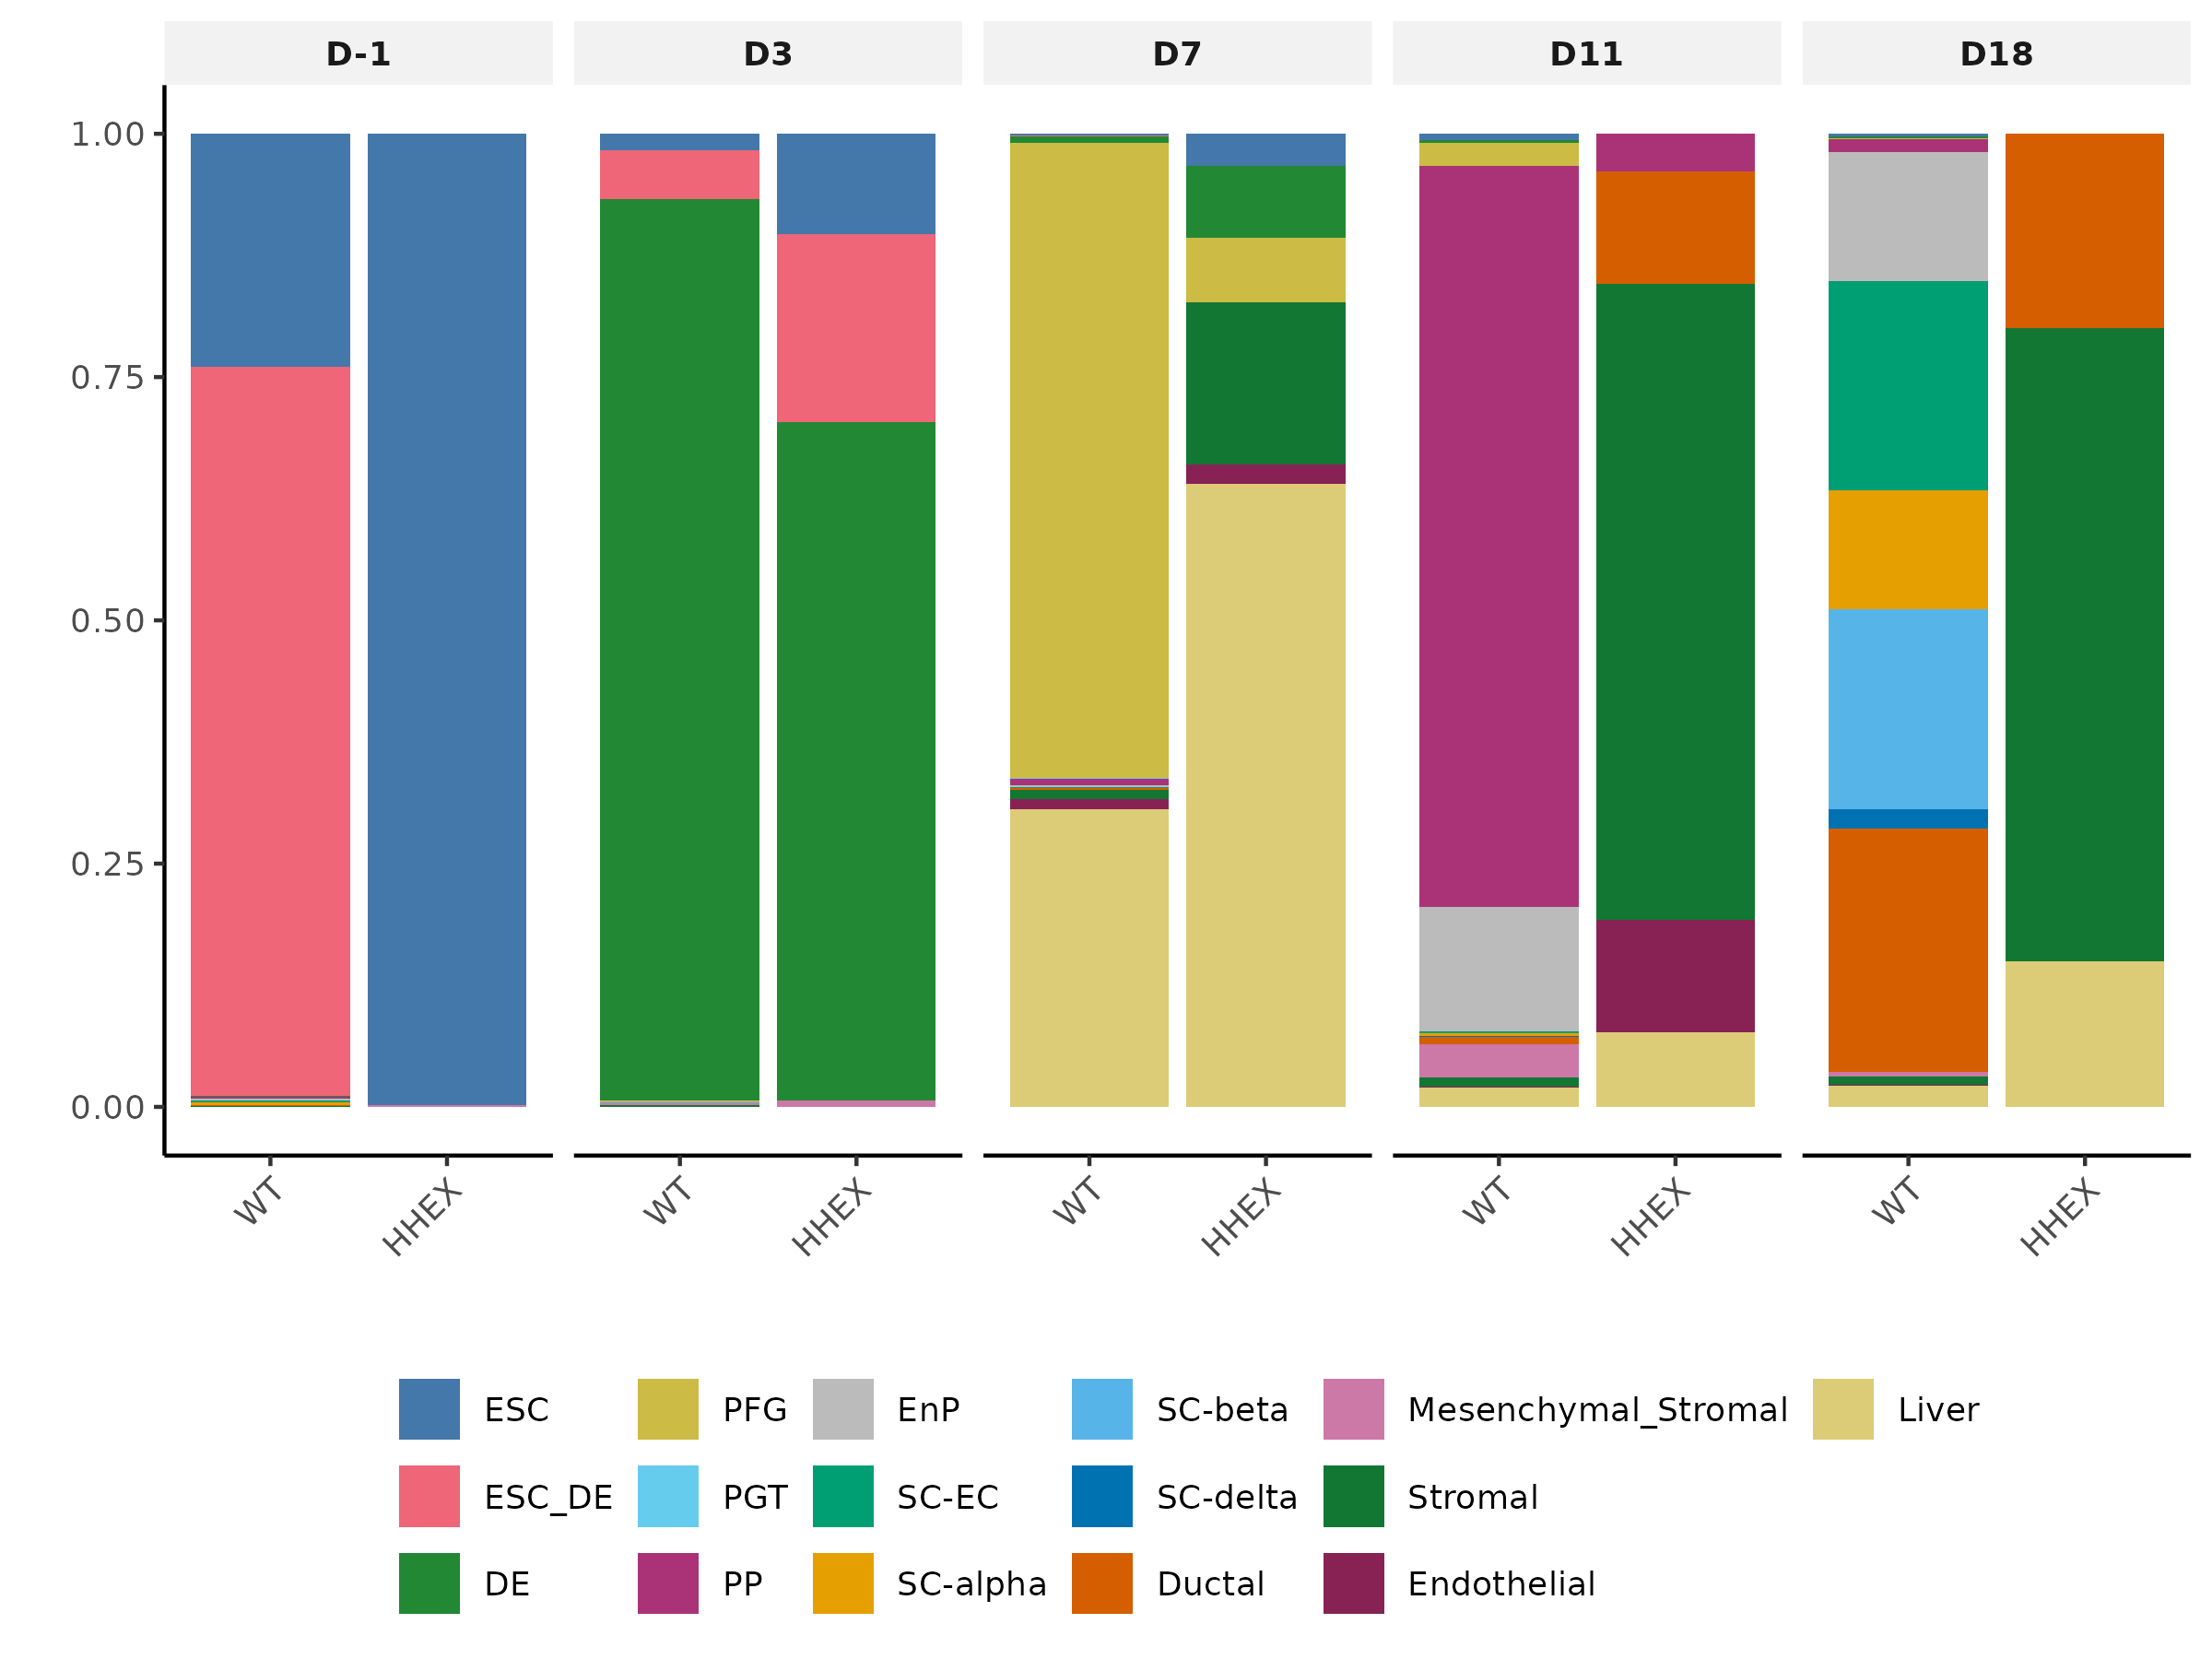 D-1 D3 D7 D11 D18
1.00
0.75
0.50
0.25
0.00
WT HHEX WT HHEX WT HHEX WT HHEX WT HHEX
ESC PFG EnP SC-beta Mesenchymal_Stromal Liver
ESC_DE PGT SC-EC SC-delta Stromal
DE PP SC-alpha Ductal Endothelial